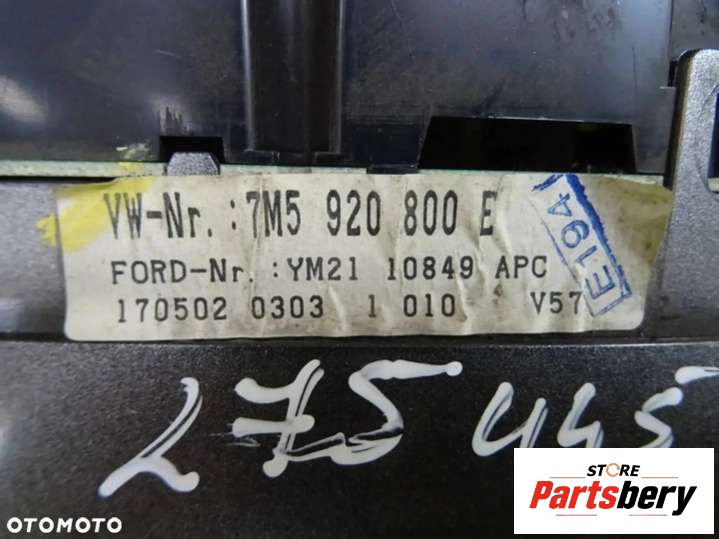 VW-Nr. :7M5 920 800 E
FORD-Nr. :YM21 10849 APC
170502 0303 1 010 V57
E194
275 445
STORE
Partsbery
OTOMOTO